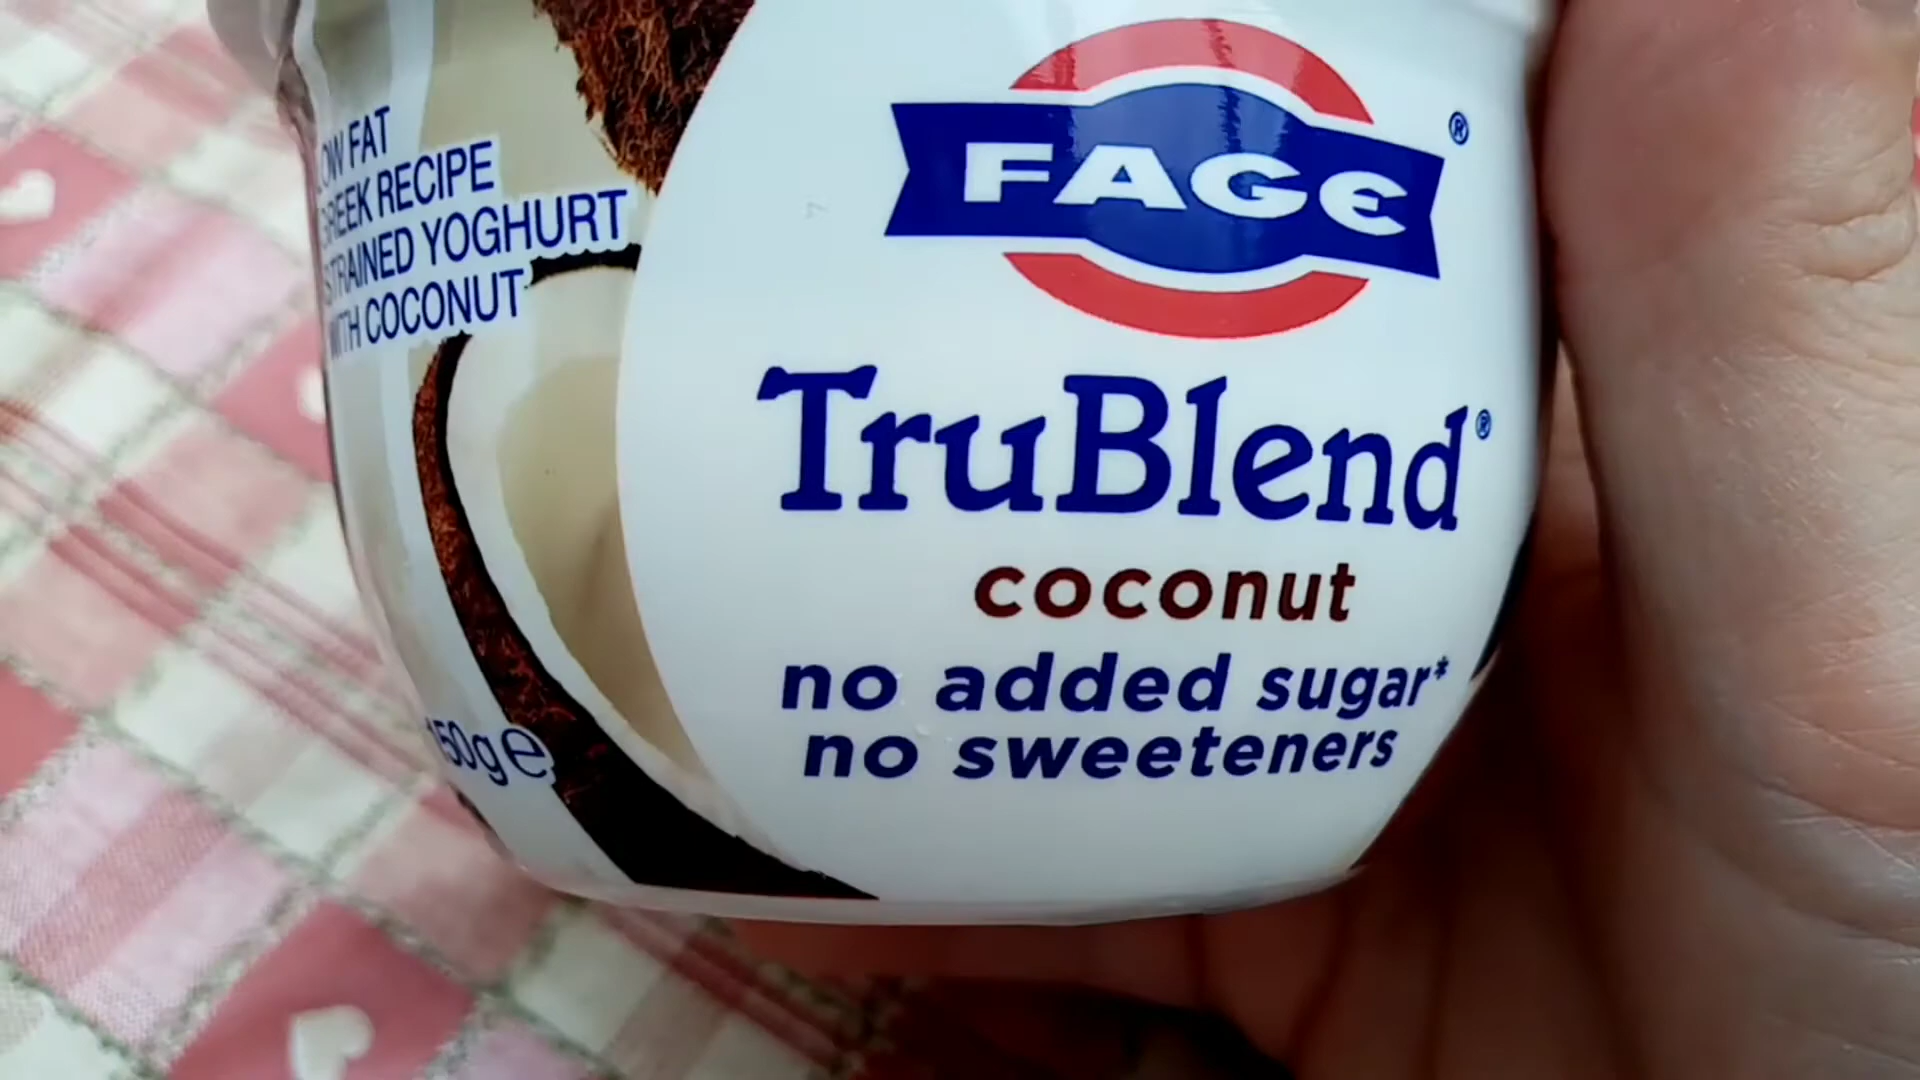 LOW FAT
GREEK RECIPE
STRAINED YOGHURT
WITH COCONUT
FAGE®
TruBlend®
coconut
no added sugar*
no sweeteners
150g e